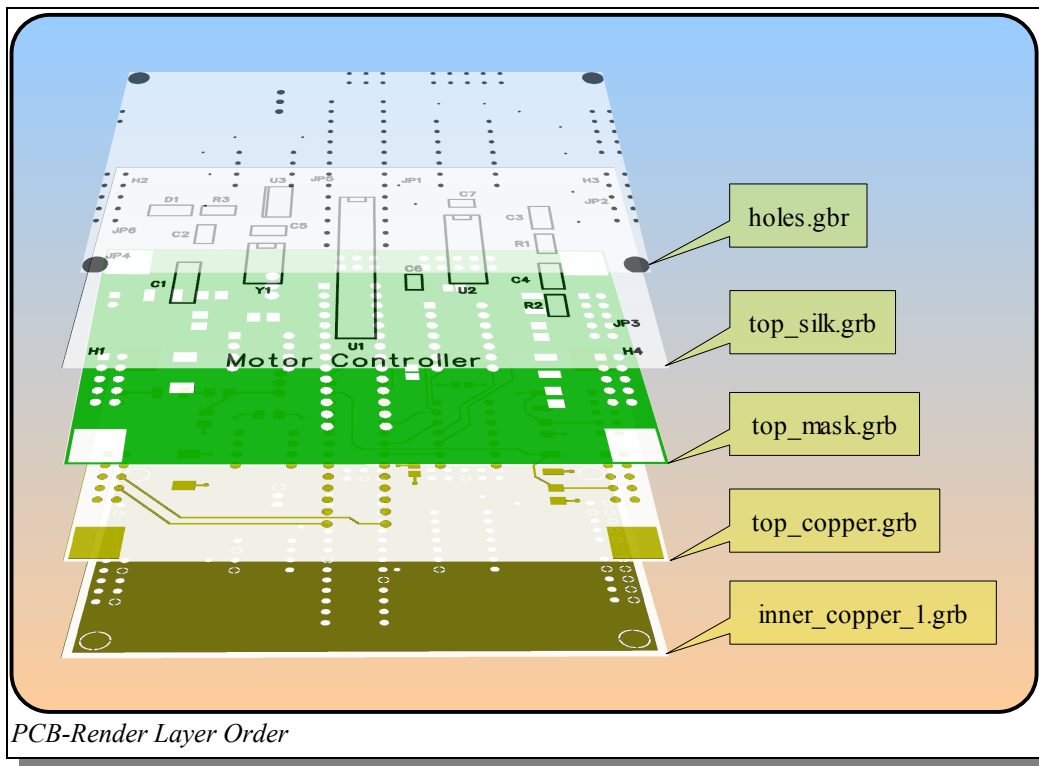 H2
D1
R3
U3
JP5
JP1
C7
H3
JP2
C3
JP6
C2
C5
R1
JP4
C1
Y1
C6
U2
C4
R2
JP3
H1
U1
H4
Motor Controller
holes.gbr
top_silk.grb
top_mask.grb
top_copper.grb
inner_copper_1.grb
PCB-Render Layer Order